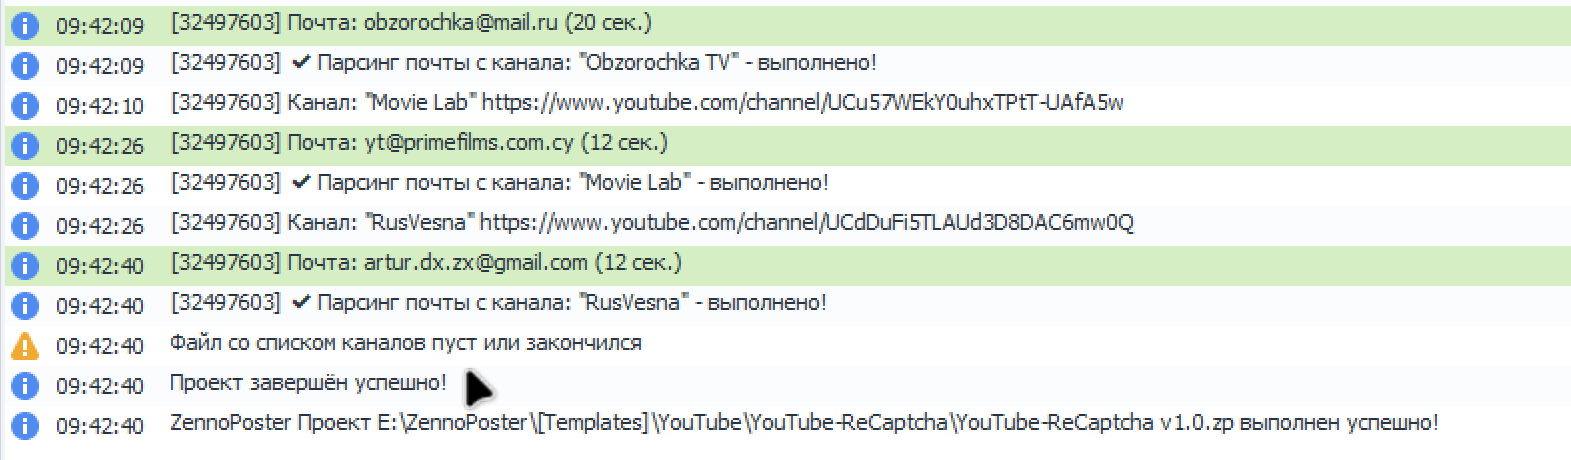 09:42:09 [32497603] Почта: obzorochka@mail.ru (20 сек.)
09:42:09 [32497603] ✔ Парсинг почты с канала: "Obzorochka TV" - выполнено!
09:42:10 [32497603] Канал: "Movie Lab" https://www.youtube.com/channel/UCu57WEkY0uhxTPtT-UAfA5w
09:42:26 [32497603] Почта: yt@primefilms.com.cy (12 сек.)
09:42:26 [32497603] ✔ Парсинг почты с канала: "Movie Lab" - выполнено!
09:42:26 [32497603] Канал: "RusVesna" https://www.youtube.com/channel/UCdDuFi5TLAUd3D8DAC6mw0Q
09:42:40 [32497603] Почта: artur.dx.zx@gmail.com (12 сек.)
09:42:40 [32497603] ✔ Парсинг почты с канала: "RusVesna" - выполнено!
09:42:40 Файл со списком каналов пуст или закончился
09:42:40 Проект завершён успешно!
09:42:40 ZennoPoster Проект E:\ZennoPoster\[Templates]\YouTube\YouTube-ReCaptcha\YouTube-ReCaptcha v1.0.zp выполнен успешно!